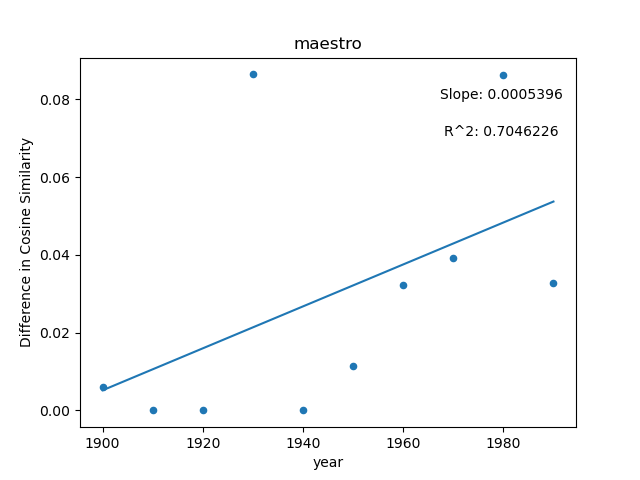 maestro
Slope: 0.0005396
R^2: 0.7046226
Difference in Cosine Similarity
0.08
0.06
0.04
0.02
0.00
1900 1920 1940 1960 1980
year